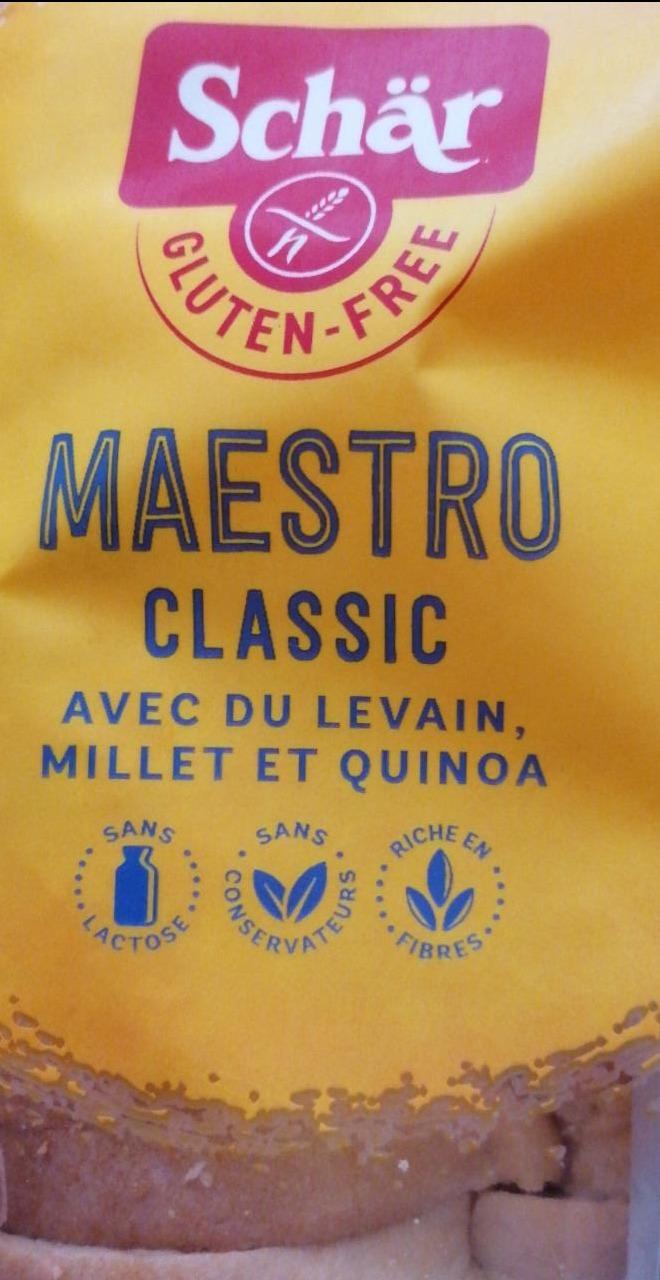 Schär
GLUTEN-FREE
MAESTRO
CLASSIC
AVEC DU LEVAIN,
MILLET ET QUINOA
SANS
LACTOSE
SANS
CONSERVATEURS
RICHE EN
FIBRES